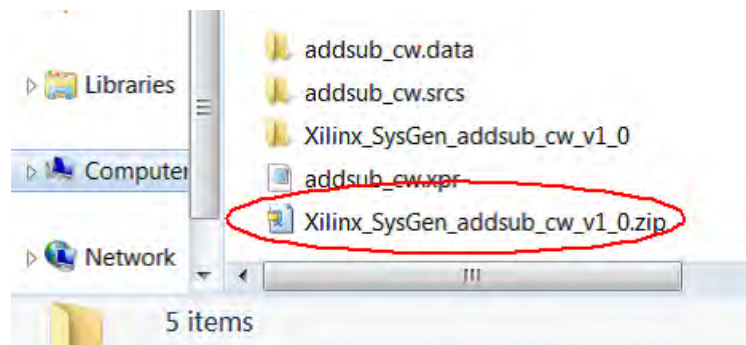 addsub_cw.data
Libraries
addsub_cw.srcs
Xilinx_SysGen_addsub_cw_v1_0
Computer
addsub_cw.xpr
Xilinx_SysGen_addsub_cw_v1_0.zip
Network
5 items